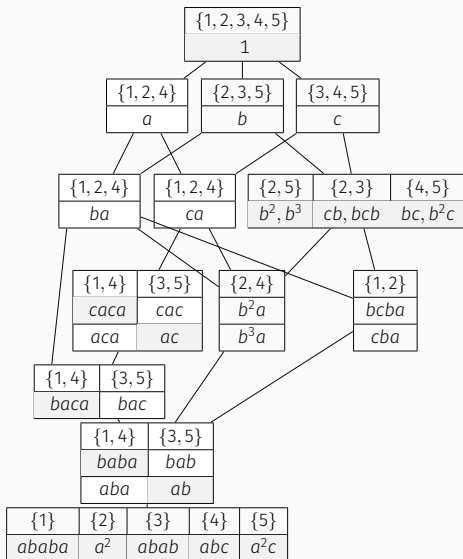 {1, 2, 3, 4, 5}
1
{1, 2, 4} {2, 3, 5} {3, 4, 5}
a b c
{1, 2, 4} {1, 2, 4} {2, 5} {2, 3} {4, 5}
ba ca b², b³ cb, bcb bc, b²c
{1, 4} {3, 5} {2, 4} {1, 2}
caca cac b²a bcba
aca ac b³a cba
{1, 4} {3, 5}
baca bac
{1, 4} {3, 5}
baba bab
aba ab
{1} {2} {3} {4} {5}
ababa a² abab abc a²c